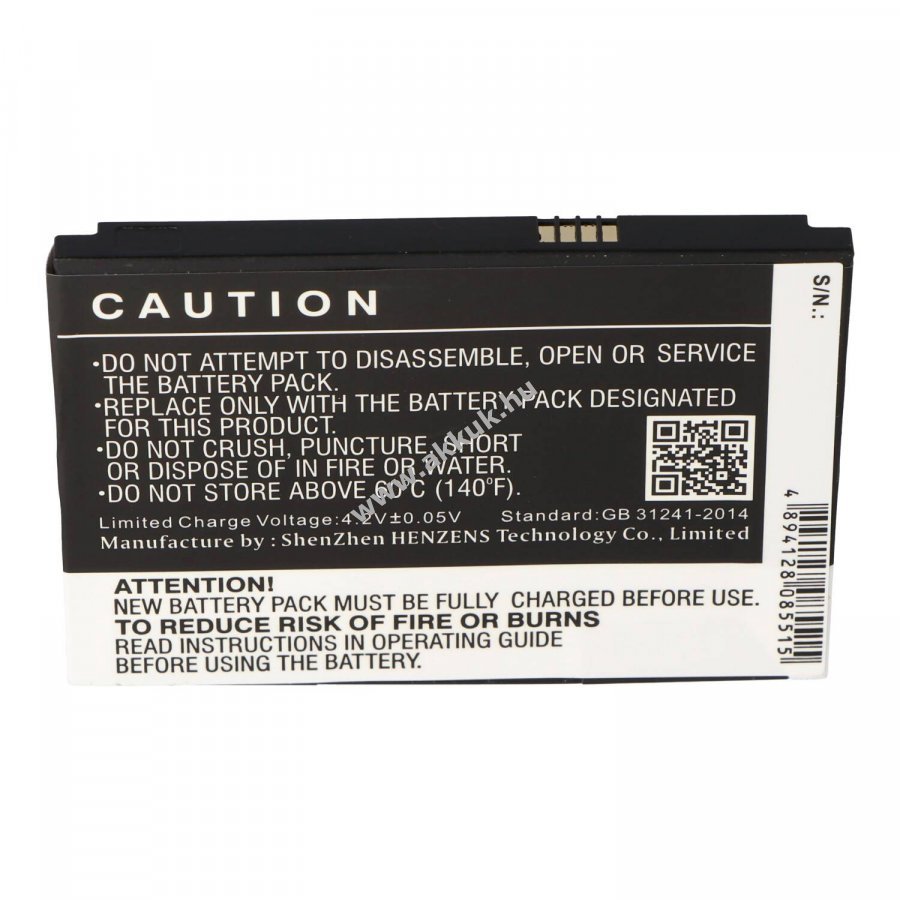 CAUTION
•DO NOT ATTEMPT TO DISASSEMBLE, OPEN OR SERVICE
THE BATTERY PACK.
•REPLACE ONLY WITH THE BATTERY PACK DESIGNATED
FOR THIS PRODUCT.
•DO NOT CRUSH, PUNCTURE, SHORT
OR DISPOSE OF IN FIRE OR WATER.
•DO NOT STORE ABOVE 60°C (140°F).
Limited Charge Voltage: 4.2V±0.05V Standard: GB 31241-2014
Manufacture by : ShenZhen HENZENS Technology Co., Limited
ATTENTION!
NEW BATTERY PACK MUST BE FULLY CHARGED BEFORE USE.
TO REDUCE RISK OF FIRE OR BURNS
READ INSTRUCTIONS IN OPERATING GUIDE
BEFORE USING THE BATTERY.
S/N.:
4 894128 085515
www.akkuk.hu